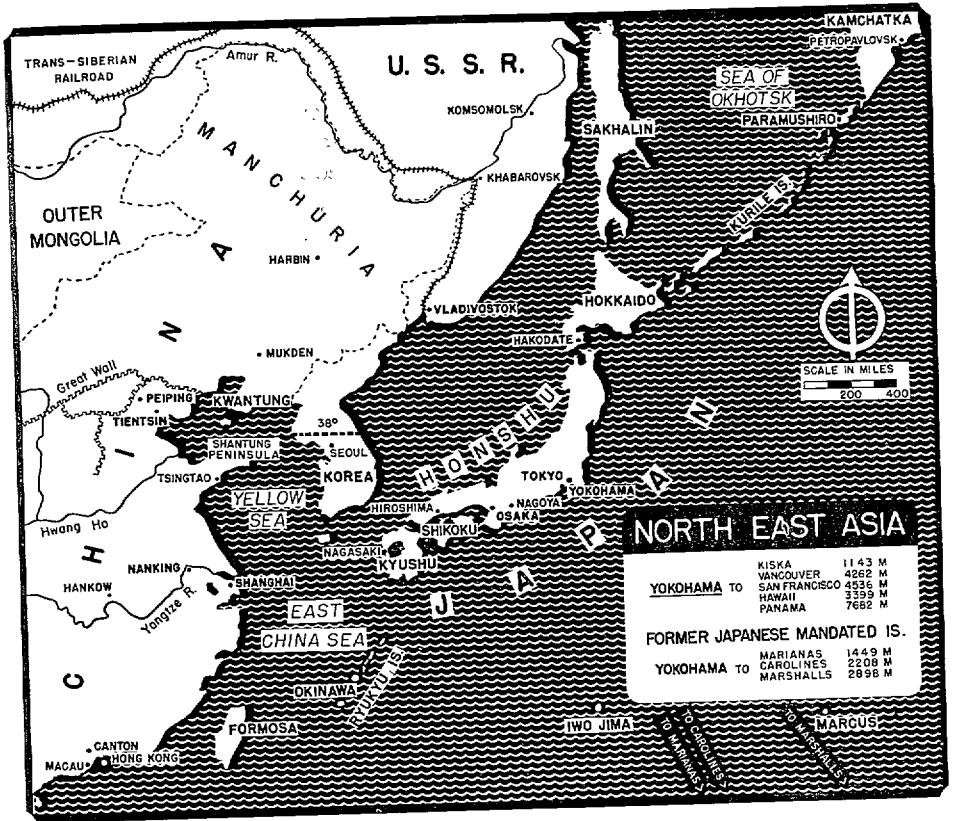 KAMCHATKA
PETROPAVLOVSK
TRANS-SIBERIAN
RAILROAD
Amur R.
U. S. S. R.
SEA OF
OKHOTSK
KOMSOMOLSK
PARAMUSHIRO
SAKHALIN
MANCHURIA
KHABAROVSK
KURILE IS.
OUTER
MONGOLIA
HARBIN
VLADIVOSTOK
HOKKAIDO
HAKODATE
MUKDEN
SCALE IN MILES
200 400
Great Wall
PEIPING
KWANTUNG
TIENTSIN
38°
SHANTUNG
PENINSULA
SEOUL
HONSHU
TSINGTAO
KOREA
TOKYO
YOKOHAMA
YELLOW
SEA
HIROSHIMA
NAGOYA
OSAKA
Hwang Ho
SHIKOKU
NAGASAKI
KYUSHU
JAPAN
CHINA
NANKING
HANKOW
SHANGHAI
Yangtze R.
EAST
CHINA SEA
OKINAWA
RYUKYU IS.
FORMOSA
CANTON
HONG KONG
MACAU
IWO JIMA
MARCUS
TO MARIANAS
TO CAROLINES
TO MARSHALLS
NORTH EAST ASIA
YOKOHAMA TO
KISKA 1143 M
VANCOUVER 4262 M
SAN FRANCISCO 4536 M
HAWAII 3399 M
PANAMA 7682 M
FORMER JAPANESE MANDATED IS.
YOKOHAMA TO
MARIANAS 1449 M
CAROLINES 2208 M
MARSHALLS 2898 M